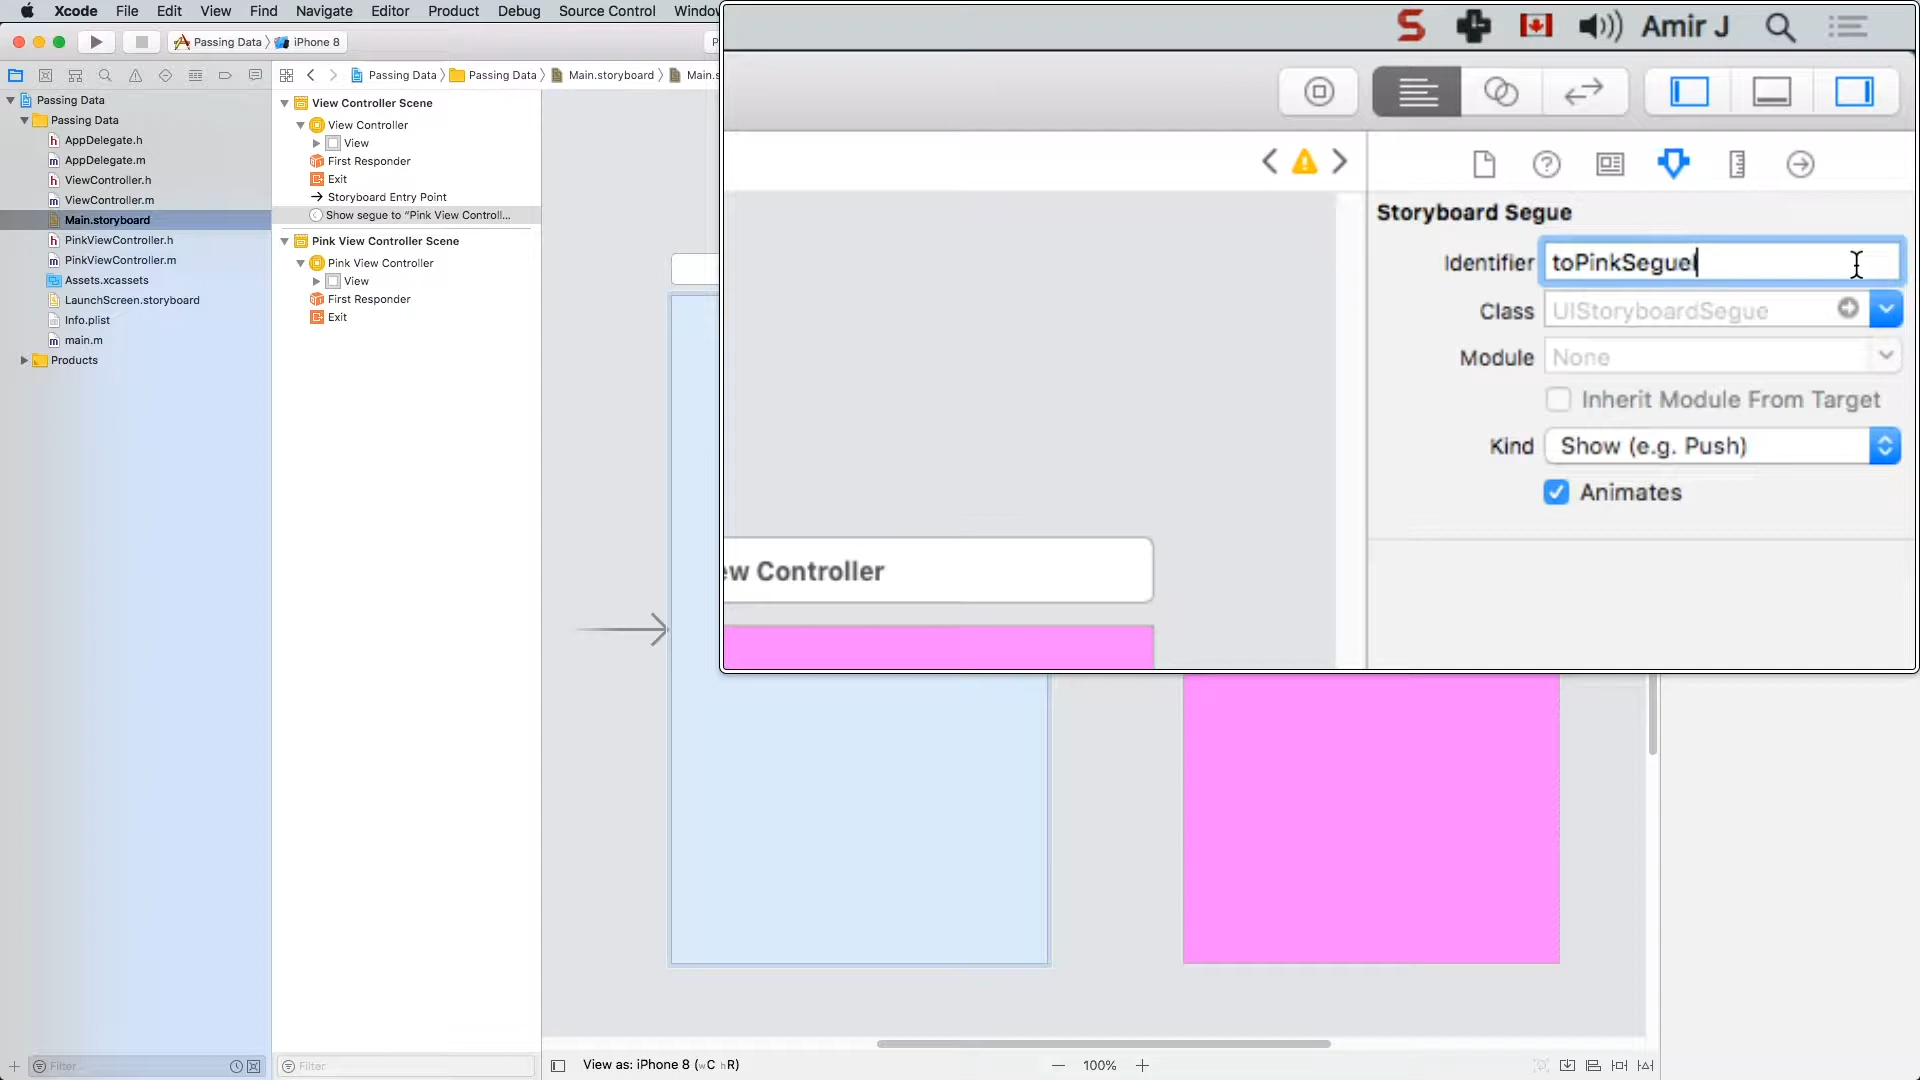 Xcode File Edit View Find Navigate Editor Product Debug Source Control Window
Amir J
Passing Data iPhone 8
Passing Data Passing Data Main.storyboard Main.s
Passing Data
Passing Data
AppDelegate.h
AppDelegate.m
ViewController.h
ViewController.m
Main.storyboard
PinkViewController.h
PinkViewController.m
Assets.xcassets
LaunchScreen.storyboard
Info.plist
main.m
Products
View Controller Scene
View Controller
View
First Responder
Exit
Storyboard Entry Point
Show segue to “Pink View Controll...
Pink View Controller Scene
Pink View Controller
View
First Responder
Exit
Storyboard Segue
Identifier toPinkSegue
Class UIStoryboardSegue
Module None
Inherit Module From Target
Kind Show (e.g. Push)
Animates
ew Controller
Filter
Filter
View as: iPhone 8 (wC hR)
100%